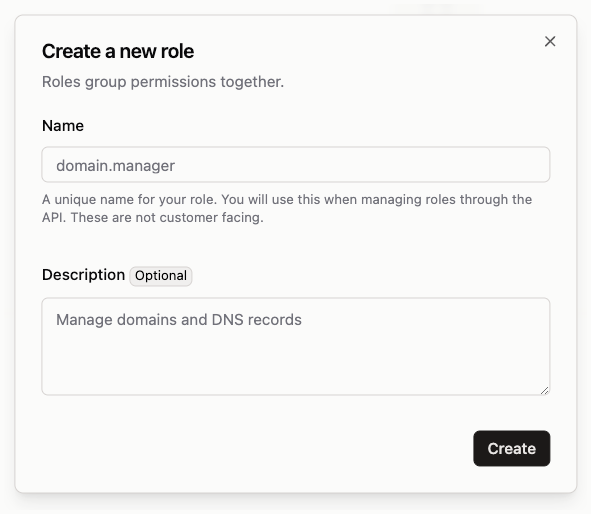 Create a new role
Roles group permissions together.
Name
domain.manager
A unique name for your role. You will use this when managing roles through the
API. These are not customer facing.
Description Optional
Manage domains and DNS records
Create